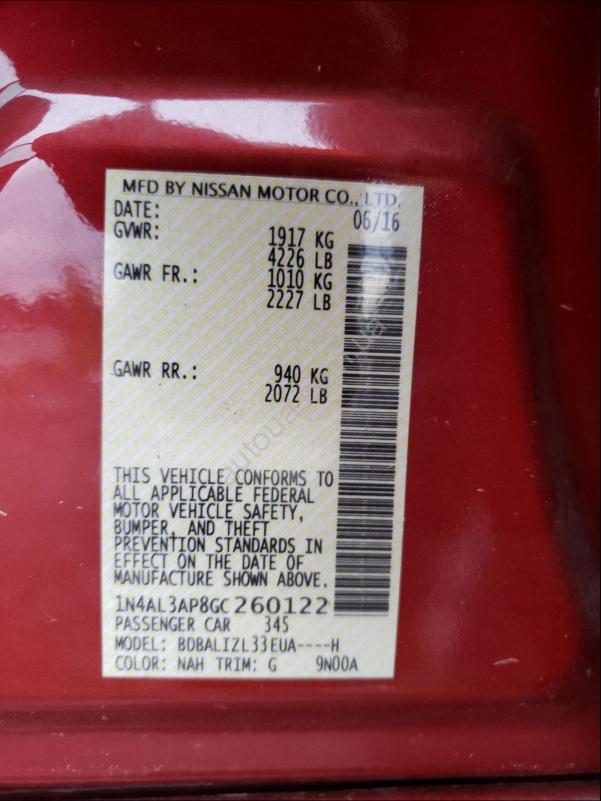 MFD BY NISSAN MOTOR CO., LTD.
DATE: 06/16
GVWR: 1917 KG
4226 LB
GAWR FR.: 1010 KG
2227 LB
GAWR RR.: 940 KG
2072 LB
THIS VEHICLE CONFORMS TO
ALL APPLICABLE FEDERAL
MOTOR VEHICLE SAFETY,
BUMPER, AND THEFT
PREVENTION STANDARDS IN
EFFECT ON THE DATE OF
MANUFACTURE SHOWN ABOVE.
1N4AL3AP8GC260122
PASSENGER CAR 345
MODEL: BDBALIZL33EUA----H
COLOR: NAH TRIM: G 9N00A